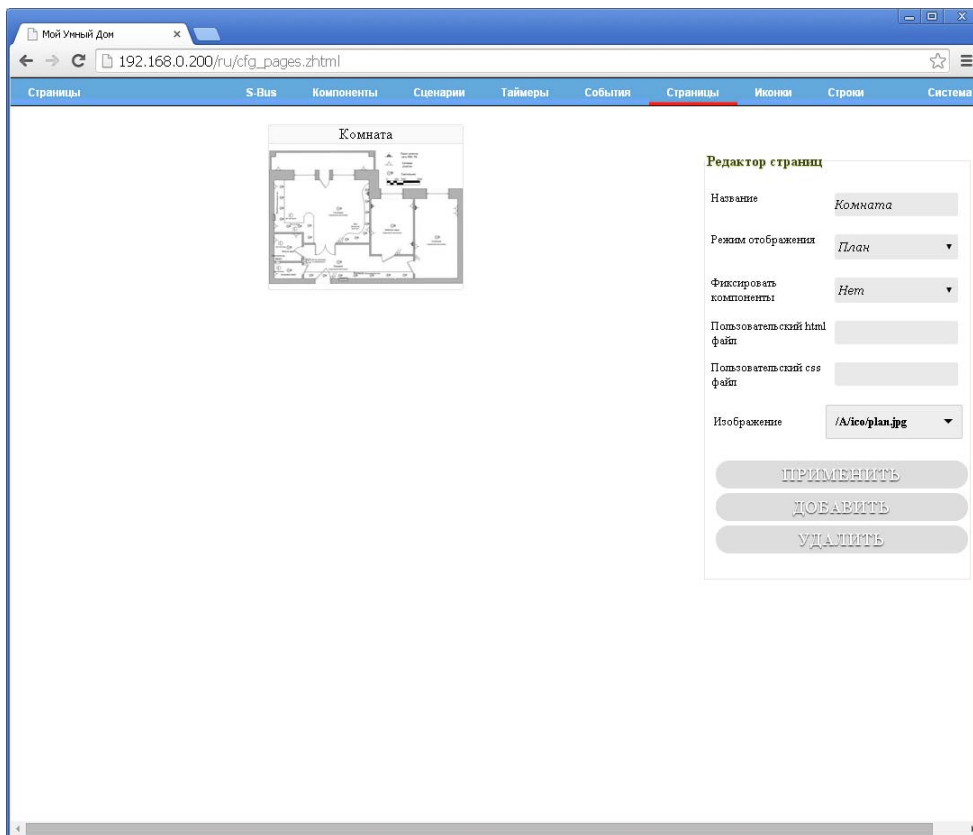 Мой Умный Дом
192.168.0.200/ru/cfg_pages.zhtml
Страницы S-Bus Компоненты Сценарии Таймеры События Страницы Иконки Строки Система
Комната
Редактор страниц
Название Комната
Режим отображения План
Фиксировать
компоненты Нет
Пользовательский html
файл
Пользовательский css
файл
Изображение /A/ico/plan.jpg
ПРИМЕНИТЬ
ДОБАВИТЬ
УДАЛИТЬ